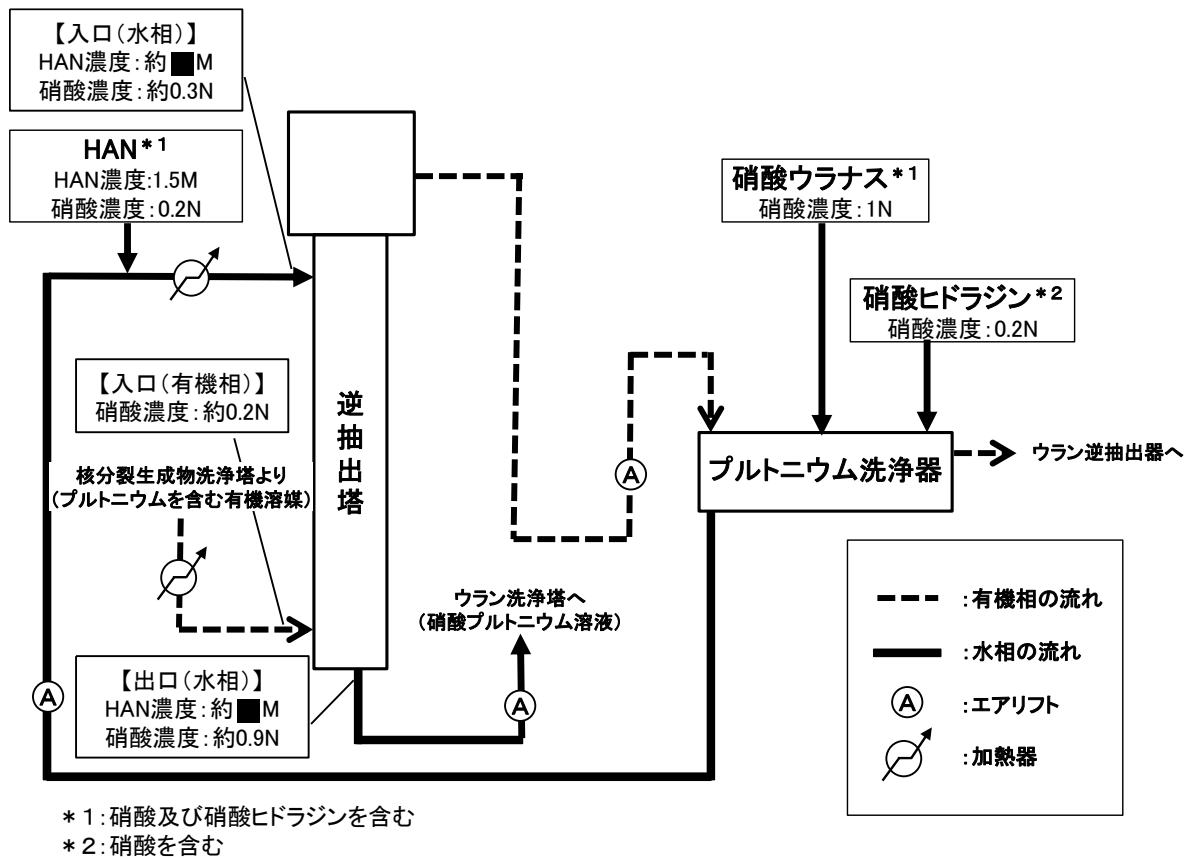 【入口(水相)】
HAN濃度:約■M
硝酸濃度:約0.3N
HAN*1
HAN濃度:1.5M
硝酸濃度:0.2N
硝酸ウラナス*1
硝酸濃度:1N
硝酸ヒドラジン*2
硝酸濃度:0.2N
【入口(有機相)】
硝酸濃度:約0.2N
核分裂生成物洗浄塔より
(プルトニウムを含む有機溶媒)
逆抽出塔
A
プルトニウム洗浄器
ウラン逆抽出器へ
ウラン洗浄塔へ
(硝酸プルトニウム溶液)
A
A
【出口(水相)】
HAN濃度:約■M
硝酸濃度:約0.9N
:有機相の流れ
:水相の流れ
A :エアリフト
:加熱器
*1:硝酸及び硝酸ヒドラジンを含む
*2:硝酸を含む